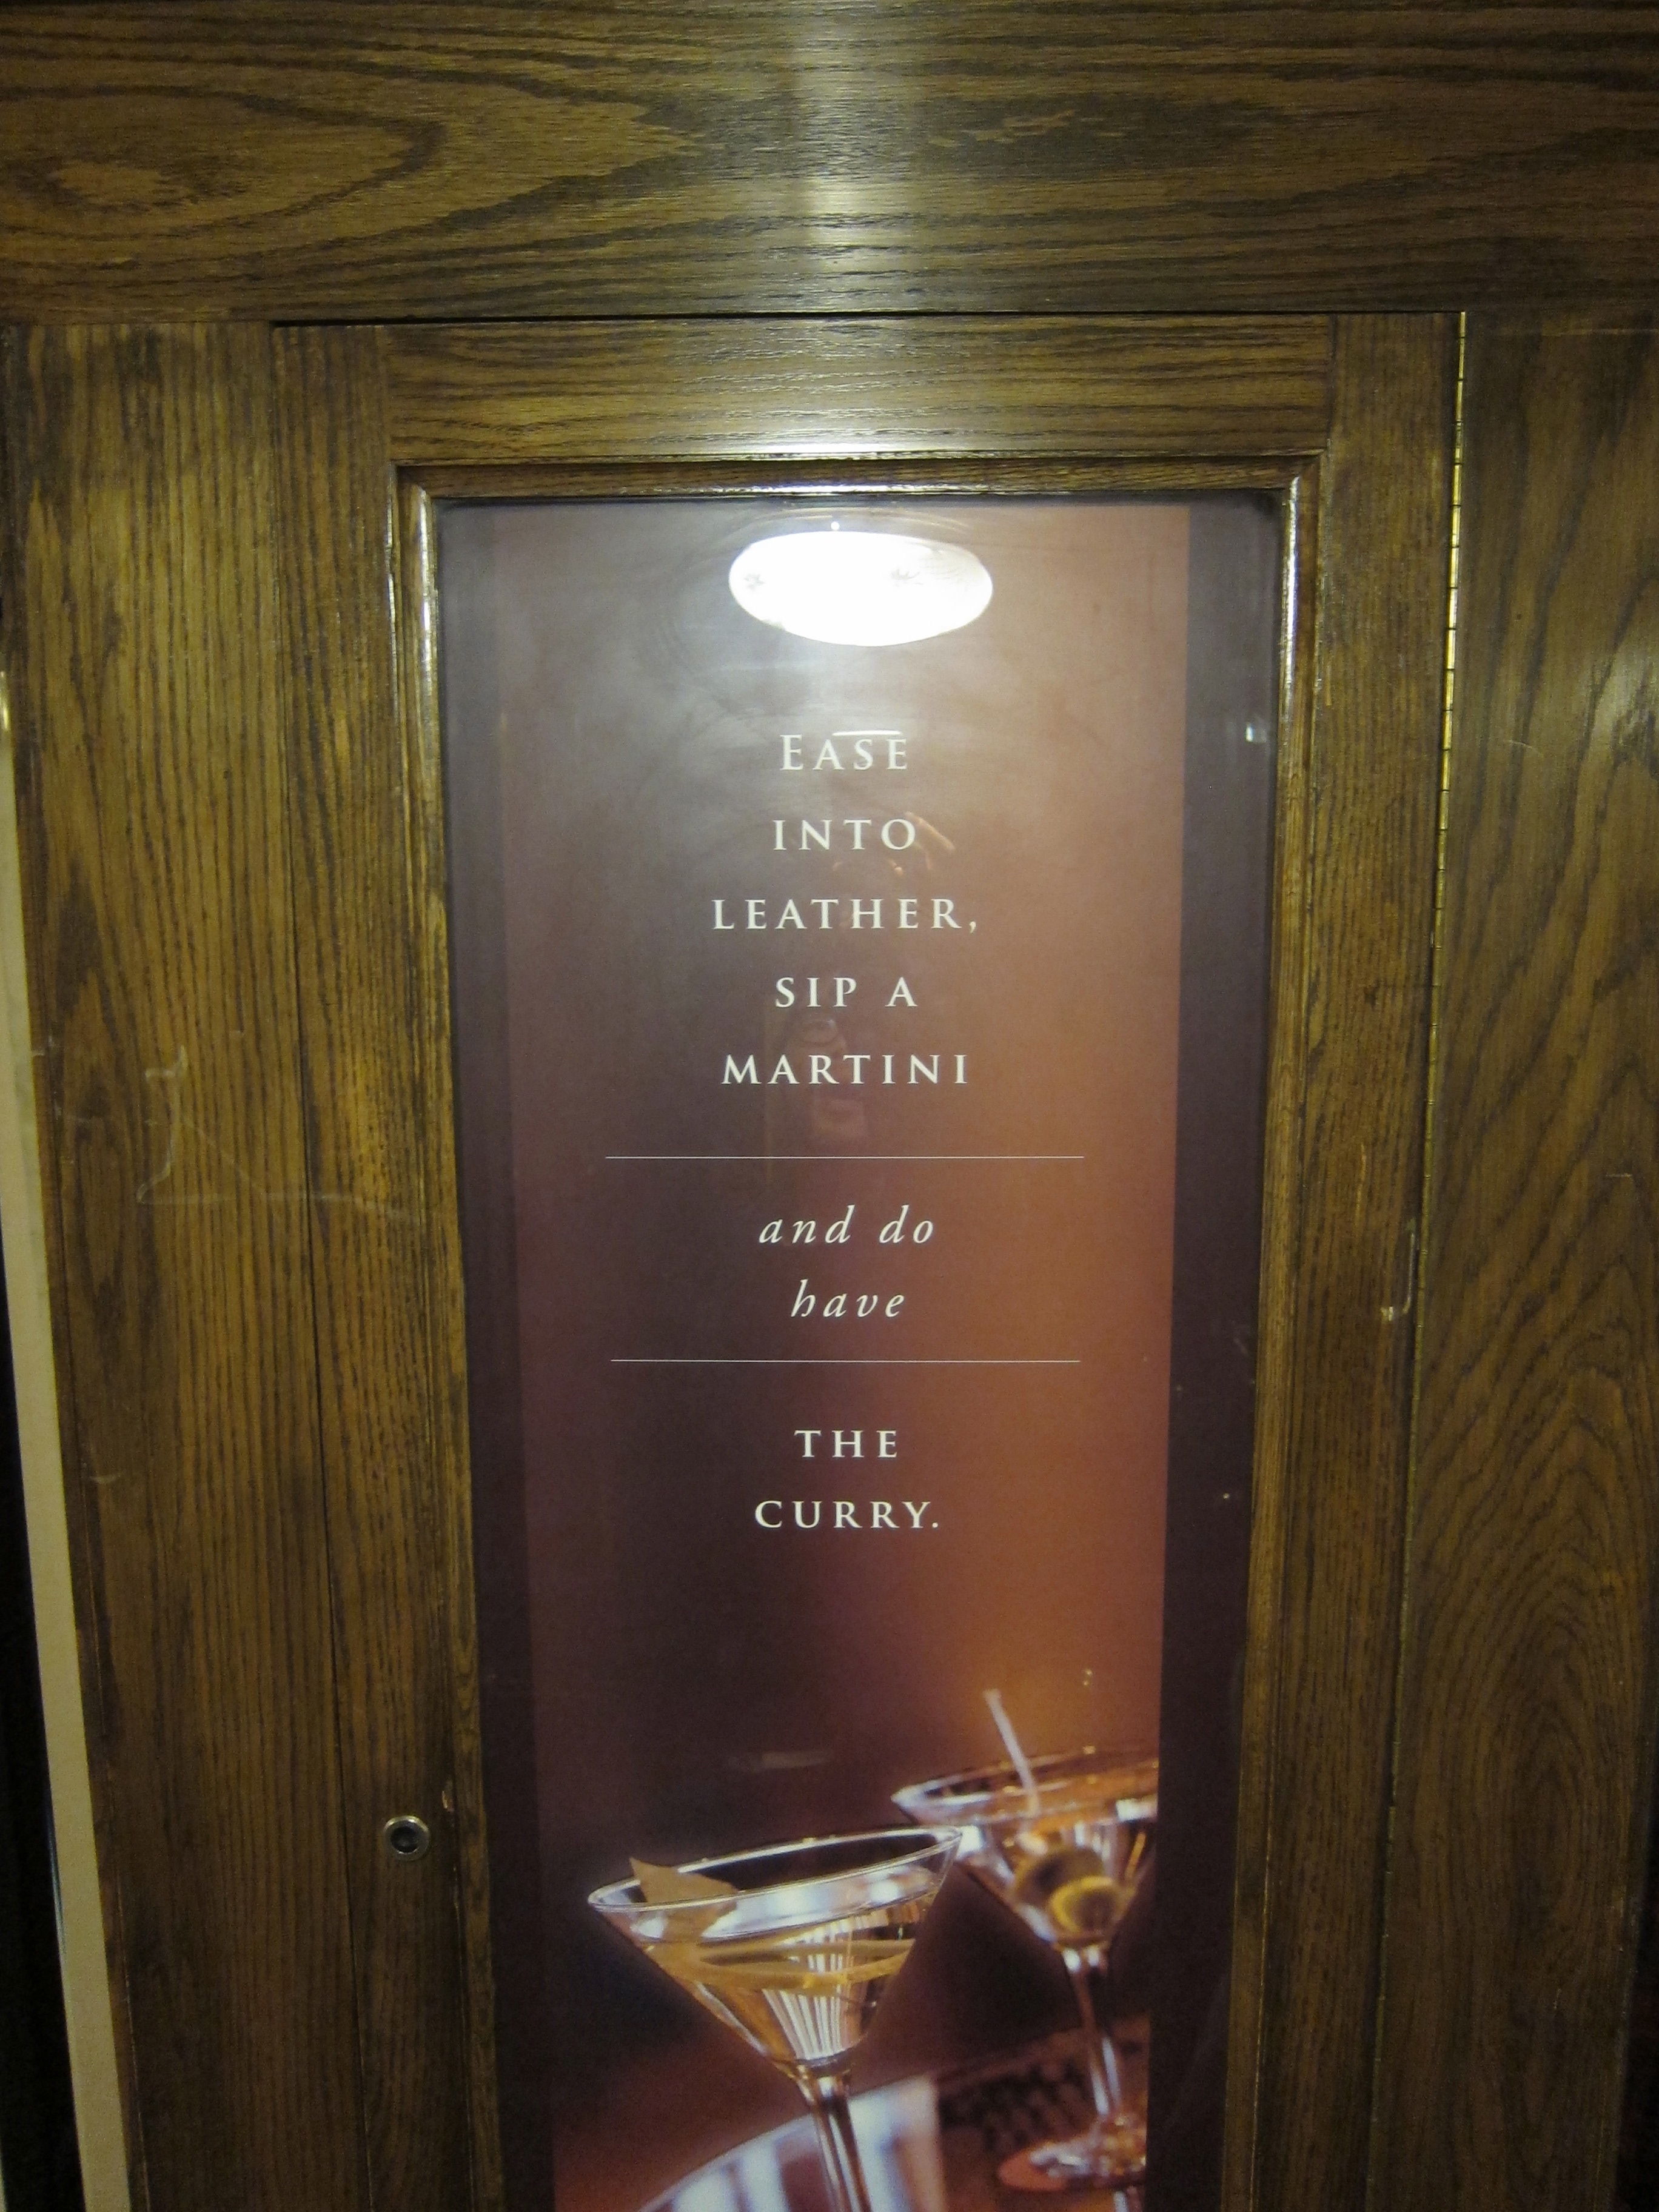 EASE
INTO
LEATHER,
SIP A
MARTINI
and do
have
THE
CURRY.